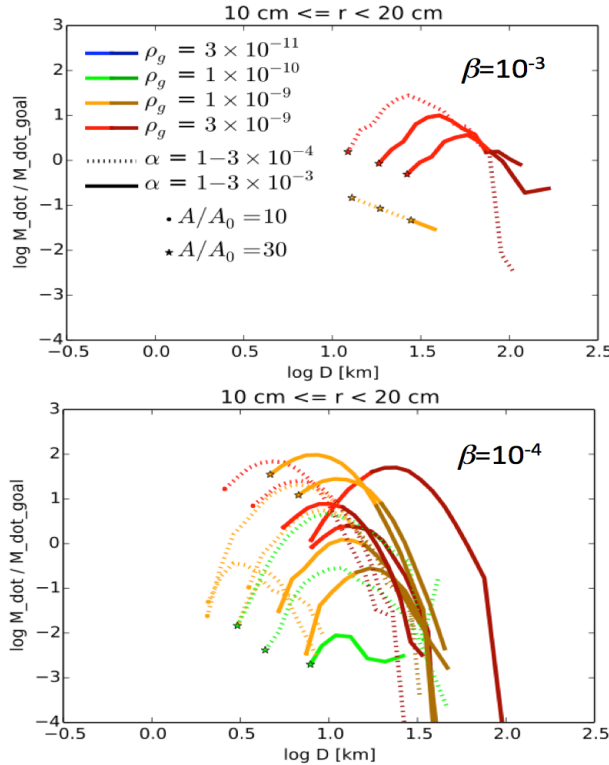 10 cm <= r < 20 cm
β=10⁻³
ρ_g = 3 × 10⁻¹¹
ρ_g = 1 × 10⁻¹⁰
ρ_g = 1 × 10⁻⁹
ρ_g = 3 × 10⁻⁹
α = 1−3 × 10⁻⁴
α = 1−3 × 10⁻³
A/A₀ = 10
A/A₀ = 30
log M_dot / M_dot_goal
3
2
1
0
−1
−2
−3
−4
−0.5 0.0 0.5 1.0 1.5 2.0 2.5
log D [km]
10 cm <= r < 20 cm
β=10⁻⁴
log M_dot / M_dot_goal
3
2
1
0
−1
−2
−3
−4
−0.5 0.0 0.5 1.0 1.5 2.0 2.5
log D [km]